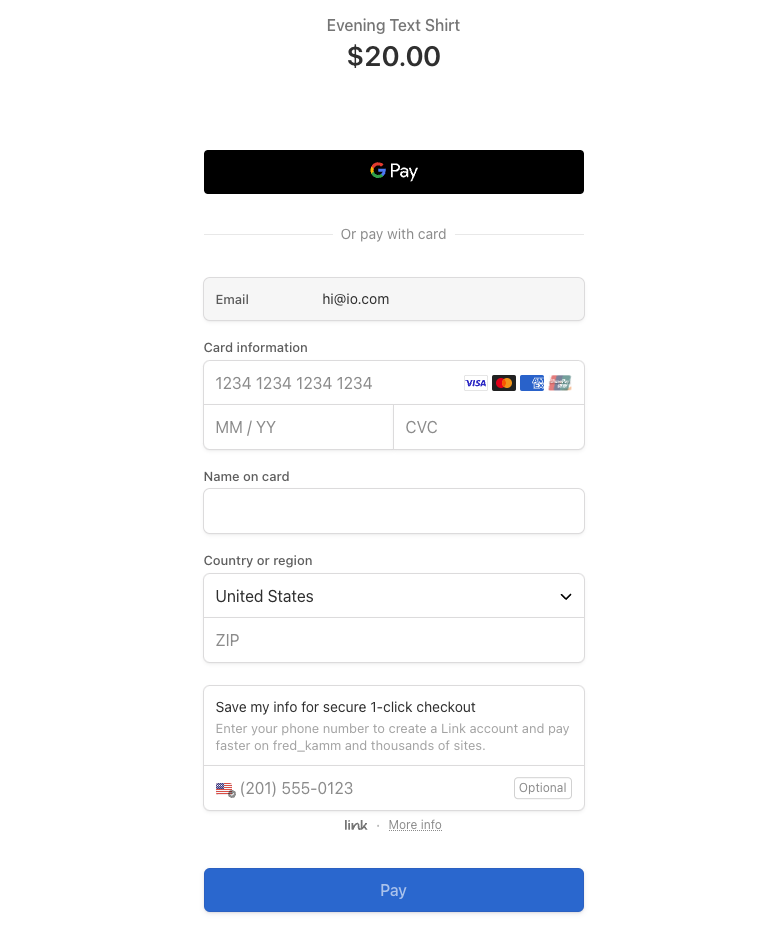 Evening Text Shirt
$20.00
G Pay
Or pay with card
Email hi@io.com
Card information
1234 1234 1234 1234 VISA
MM / YY CVC
Name on card
Country or region
United States
ZIP
Save my info for secure 1-click checkout
Enter your phone number to create a Link account and pay
faster on fred_kamm and thousands of sites.
(201) 555-0123 Optional
link · More info
Pay